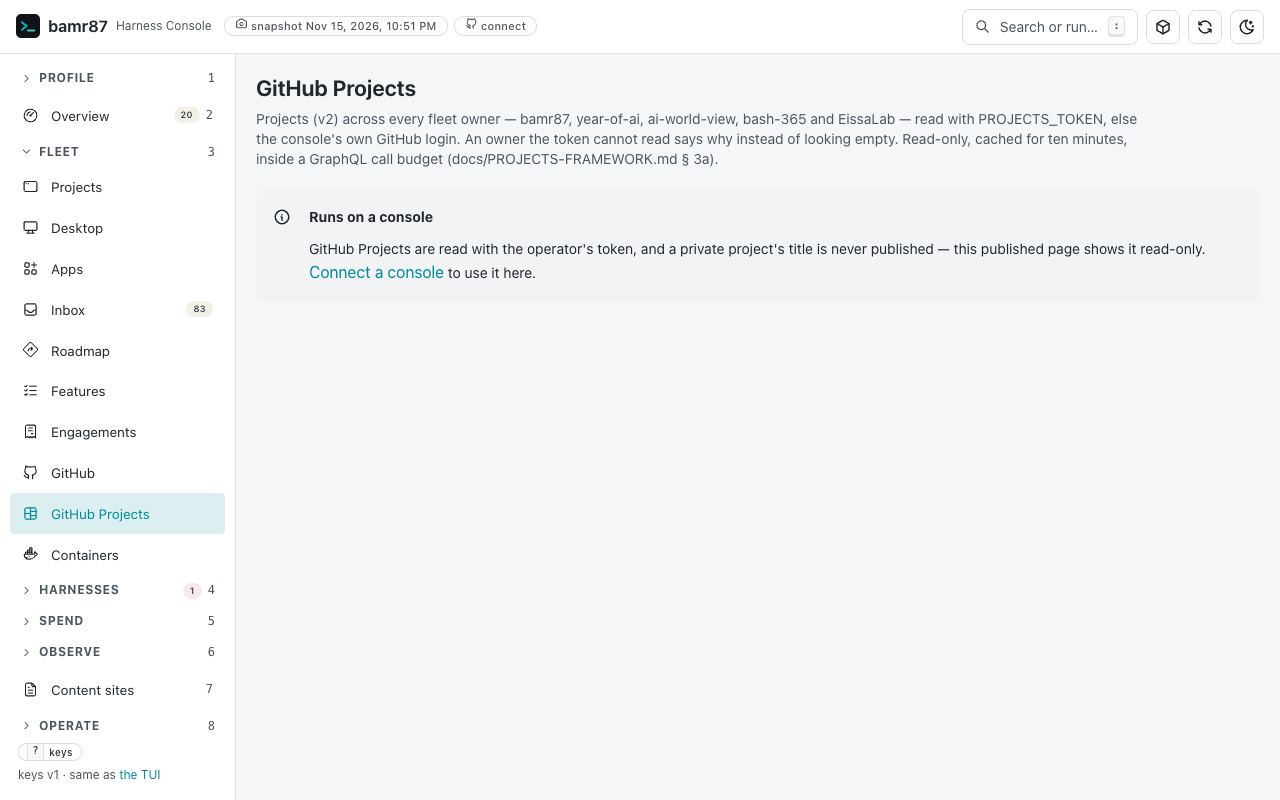 bamr87 Harness Console snapshot Nov 15, 2026, 10:51 PM connect Search or run... :
PROFILE 1
Overview 20 2
FLEET 3
Projects
Desktop
Apps
Inbox 83
Roadmap
Features
Engagements
GitHub
GitHub Projects
Containers
HARNESSES 1 4
SPEND 5
OBSERVE 6
Content sites 7
OPERATE 8
? keys
keys v1 · same as the TUI
GitHub Projects
Projects (v2) across every fleet owner — bamr87, year-of-ai, ai-world-view, bash-365 and EissaLab — read with PROJECTS_TOKEN, else
the console's own GitHub login. An owner the token cannot read says why instead of looking empty. Read-only, cached for ten minutes,
inside a GraphQL call budget (docs/PROJECTS-FRAMEWORK.md § 3a).
Runs on a console
GitHub Projects are read with the operator's token, and a private project's title is never published — this published page shows it read-only.
Connect a console to use it here.